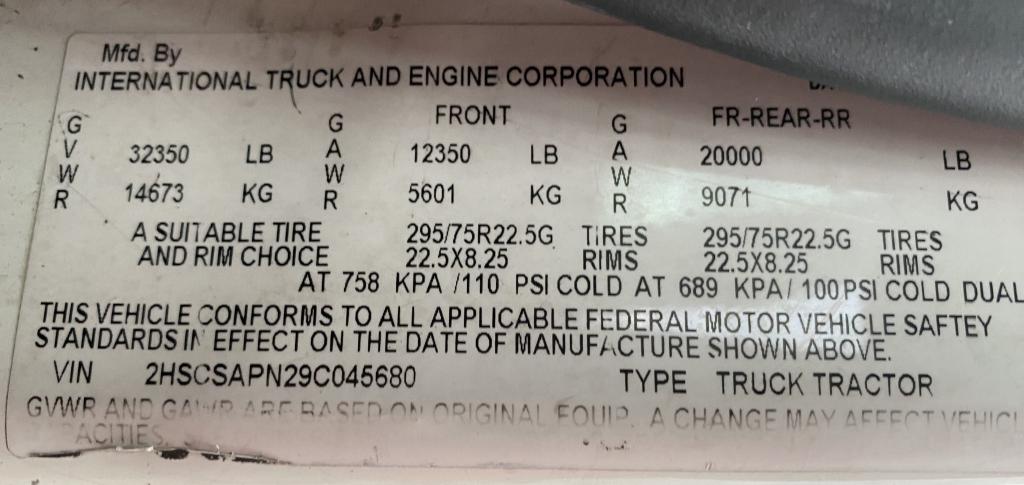 Mfd. By
INTERNATIONAL TRUCK AND ENGINE CORPORATION
GVWR GAWR FRONT GAWR FR-REAR-RR
32350 LB 12350 LB 20000 LB
14673 KG 5601 KG 9071 KG
A SUITABLE TIRE 295/75R22.5G TIRES 295/75R22.5G TIRES
AND RIM CHOICE 22.5X8.25 RIMS 22.5X8.25 RIMS
AT 758 KPA /110 PSI COLD AT 689 KPA/ 100PSI COLD DUAL
THIS VEHICLE CONFORMS TO ALL APPLICABLE FEDERAL MOTOR VEHICLE SAFTEY
STANDARDS IN EFFECT ON THE DATE OF MANUFACTURE SHOWN ABOVE.
VIN 2HSCSAPN29C045680 TYPE TRUCK TRACTOR
GVWR AND GAWR ARE BASED ON ORIGINAL EQUIP. A CHANGE MAY AFFECT VEHICL
ACITIES